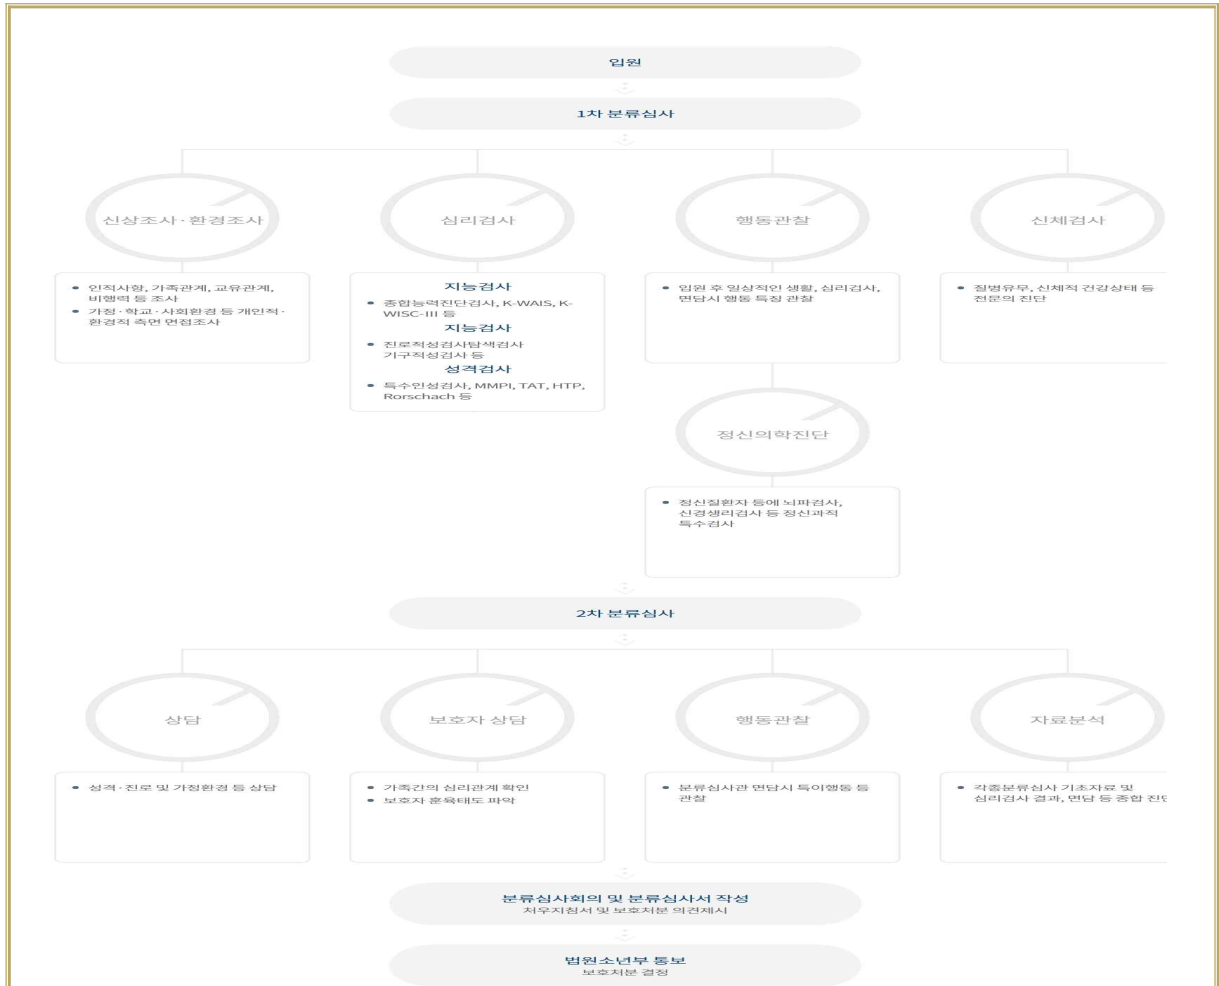 입원
1차 분류심사
신상조사·환경조사
심리검사
행동관찰
신체검사
• 인적사항, 가족관계, 교유관계,
비행력 등 조사
• 가정·학교·사회환경 등 개인적·
환경적 측면 면접조사
지능검사
• 종합능력진단검사, K-WAIS, K-
WISC-III 등
지능검사
• 진로적성검사탐색검사
기구적성검사 등
성격검사
• 특수인성검사, MMPI, TAT, HTP,
Rorschach 등
• 입원 후 일상적인 생활, 심리검사,
면담시 행동 특징 관찰
• 질병유무, 신체적 건강상태 등
전문의 진단
정신의학진단
• 정신질환자 등에 뇌파검사,
신경생리검사 등 정신과적
특수검사
2차 분류심사
상담
보호자 상담
행동관찰
자료분석
• 성격·진로 및 가정환경 등 상담
• 가족간의 심리관계 확인
• 보호자 훈육태도 파악
• 분류심사관 면담시 특이행동 등
관찰
• 각종분류심사 기초자료 및
심리검사 결과, 면담 등 종합 진단
분류심사회의 및 분류심사서 작성
처우지침서 및 보호처분 의견제시
법원소년부 통보
보호처분 결정